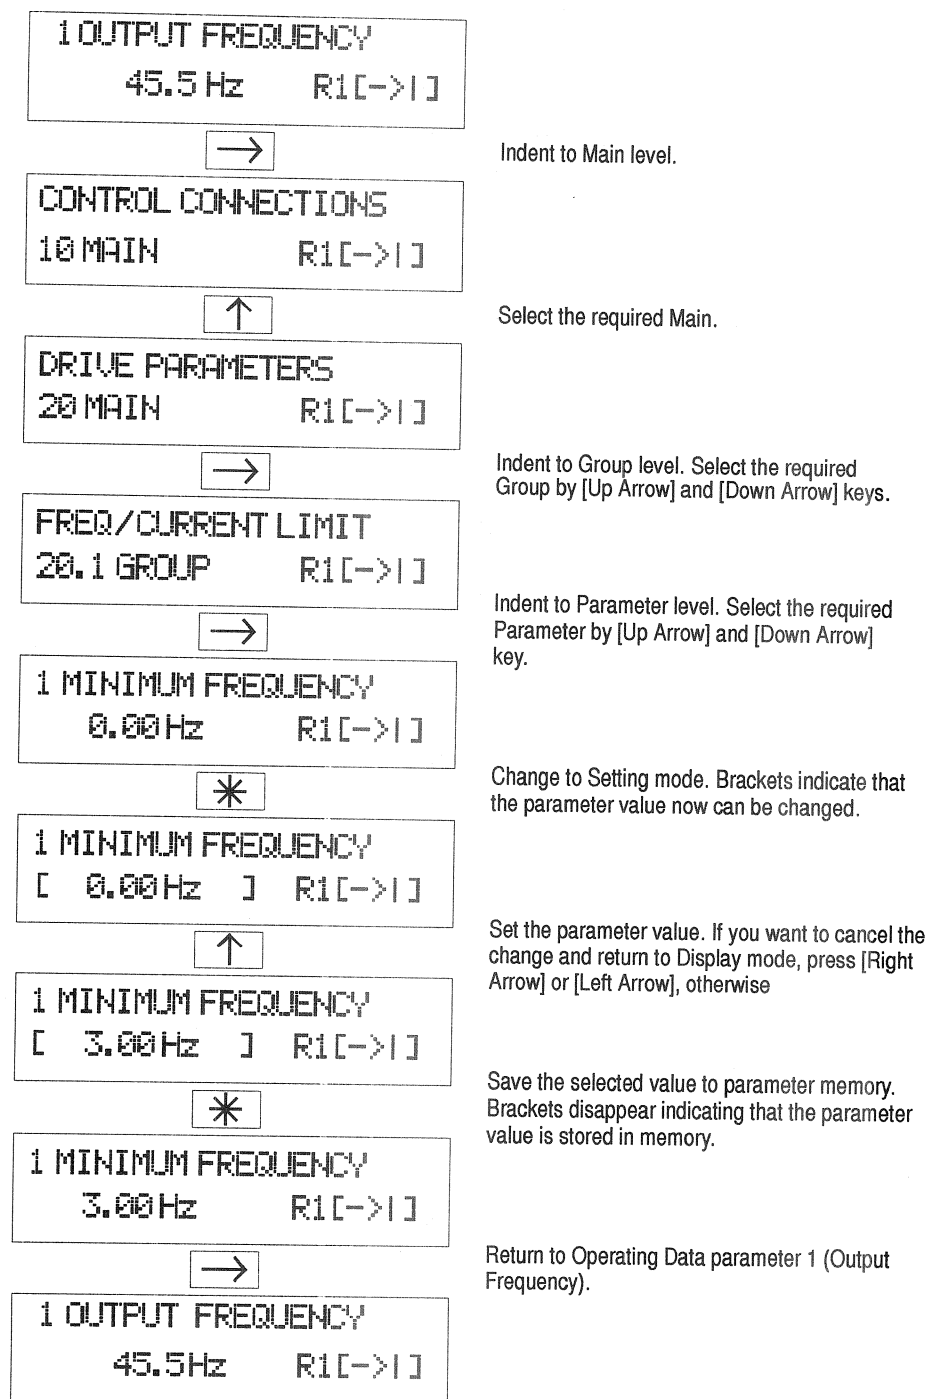 1 OUTPUT FREQUENCY
45.5 Hz R1[->|]
→
Indent to Main level.
CONTROL CONNECTIONS
10 MAIN R1[->|]
↑
Select the required Main.
DRIVE PARAMETERS
20 MAIN R1[->|]
→
Indent to Group level. Select the required
Group by [Up Arrow] and [Down Arrow] keys.
FREQ/CURRENT LIMIT
20.1 GROUP R1[->|]
→
Indent to Parameter level. Select the required
Parameter by [Up Arrow] and [Down Arrow]
key.
1 MINIMUM FREQUENCY
0.00 Hz R1[->|]
*
Change to Setting mode. Brackets indicate that
the parameter value now can be changed.
1 MINIMUM FREQUENCY
[ 0.00 Hz ] R1[->|]
↑
Set the parameter value. If you want to cancel the
change and return to Display mode, press [Right
Arrow] or [Left Arrow], otherwise
1 MINIMUM FREQUENCY
[ 3.00 Hz ] R1[->|]
*
Save the selected value to parameter memory.
Brackets disappear indicating that the parameter
value is stored in memory.
1 MINIMUM FREQUENCY
3.00 Hz R1[->|]
→
Return to Operating Data parameter 1 (Output
Frequency).
1 OUTPUT FREQUENCY
45.5Hz R1[->|]